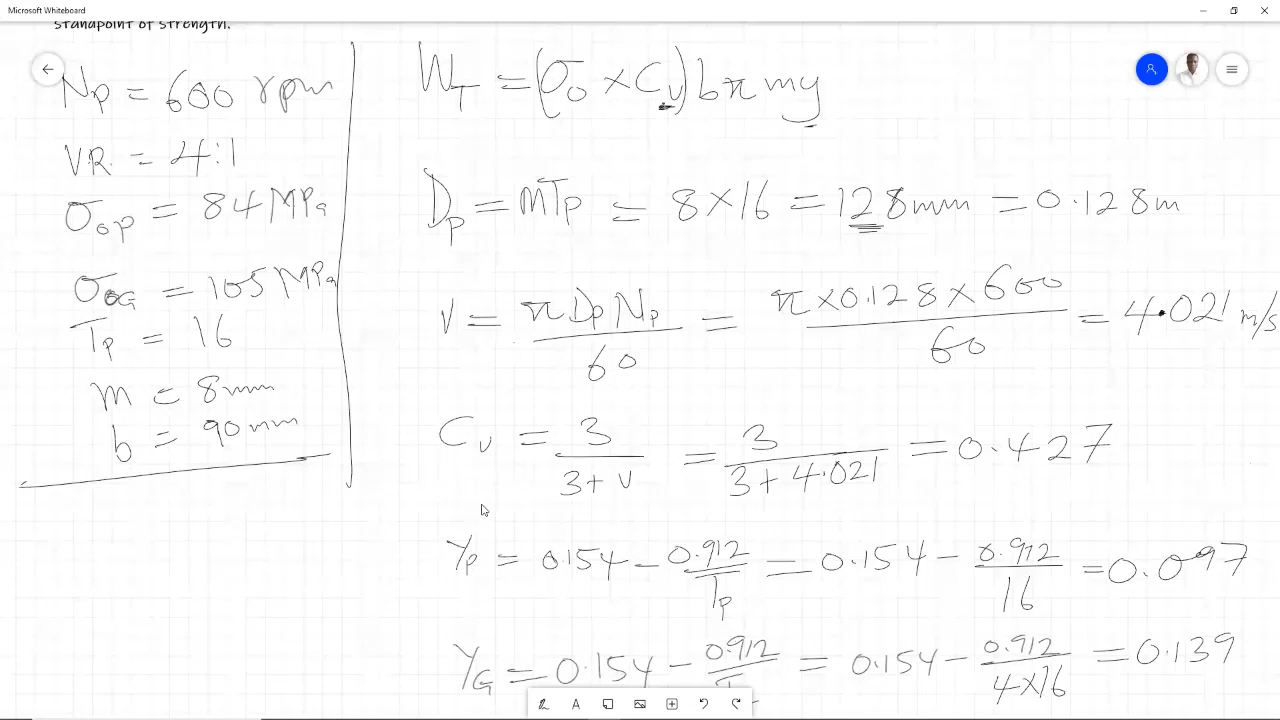 Microsoft Whiteboard
standpoint of strength.
Np = 600 rpm
V.R. = 4:1
σop = 84 MPa
σoG = 105 MPa
Tp = 16
m = 8mm
b = 90mm
WT = (σo × Cv) b π m y
Dp = mTp = 8 × 16 = 128mm = 0.128m
V = πDpNp / 60 = π × 0.128 × 600 / 60 = 4.021 m/s
Cv = 3 / 3 + v = 3 / 3 + 4.021 = 0.427
yp = 0.154 - 0.912 / Tp = 0.154 - 0.912 / 16 = 0.097
yG = 0.154 - 0.912 / T = 0.154 - 0.912 / 4×16 = 0.139